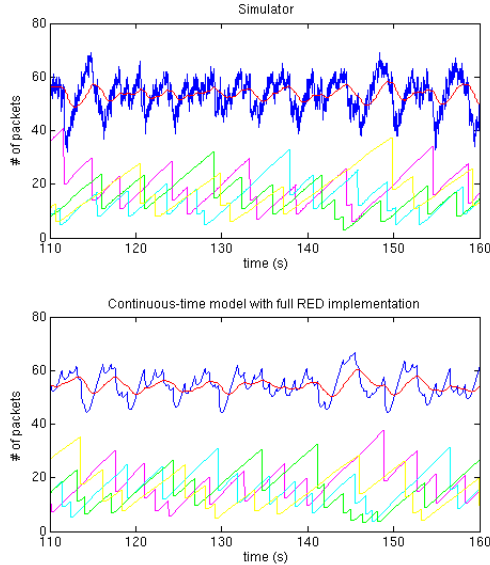 Simulator
80
60
40
20
0
# of packets
110 120 130 140 150 160
time (s)
Continuous-time model with full RED implementation
80
60
40
20
0
# of packets
110 120 130 140 150 160
time (s)